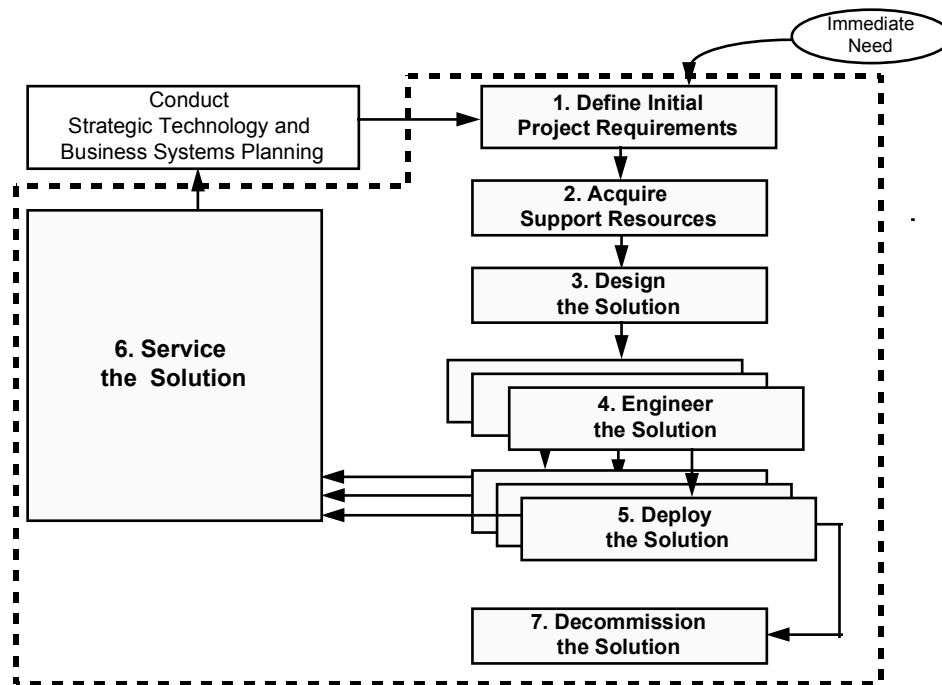 Immediate
Need
Conduct
Strategic Technology and
Business Systems Planning
1. Define Initial
Project Requirements
2. Acquire
Support Resources
3. Design
the Solution
6. Service
the Solution
4. Engineer
the Solution
5. Deploy
the Solution
7. Decommission
the Solution